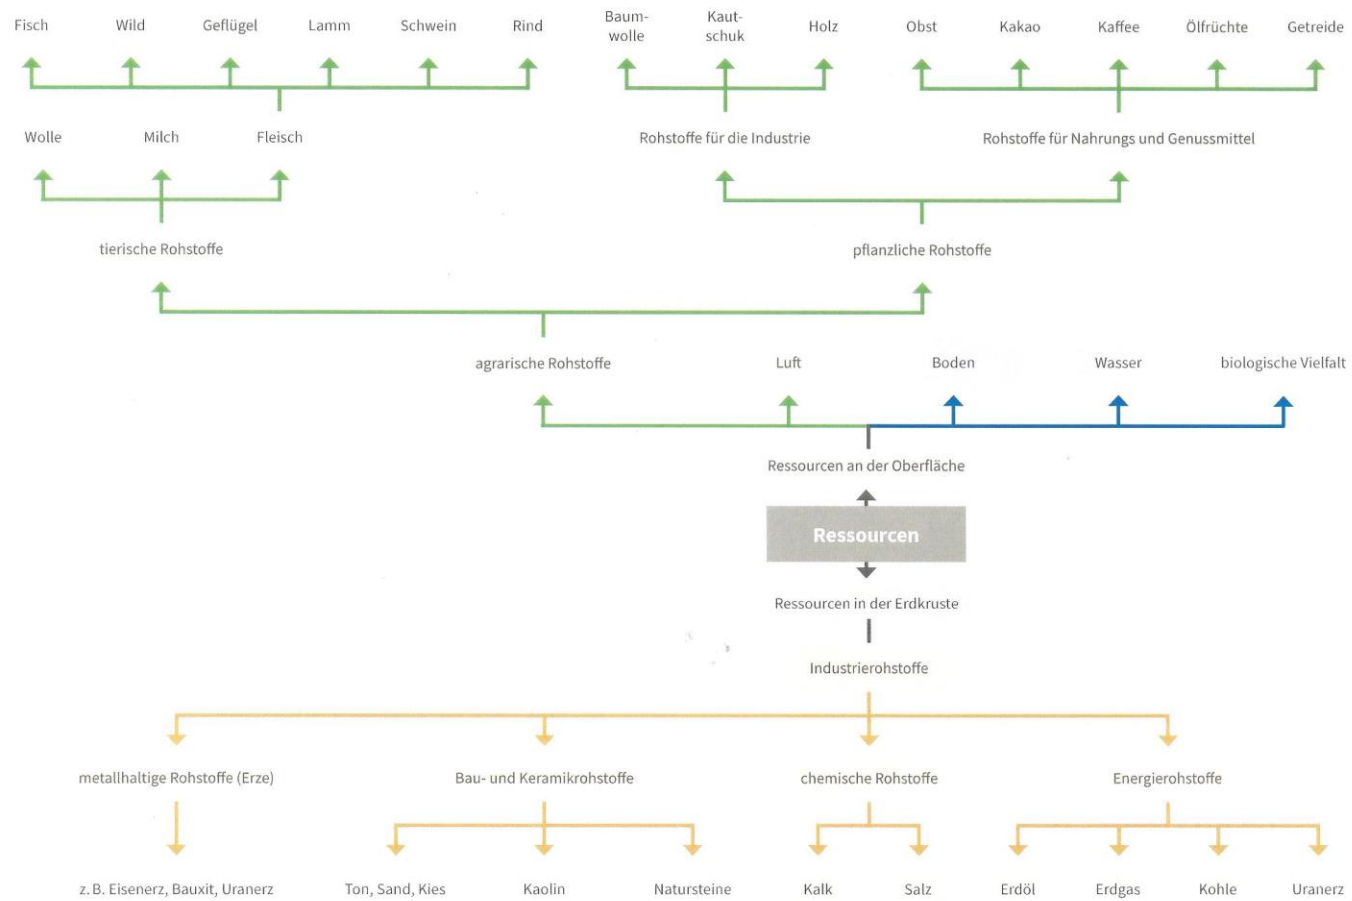 Fisch Wild Geflügel Lamm Schwein Rind Baum- Kaut- Holz Obst Kakao Kaffee Ölfrüchte Getreide
wolle schuk
Wolle Milch Fleisch Rohstoffe für die Industrie Rohstoffe für Nahrungs und Genussmittel
tierische Rohstoffe pflanzliche Rohstoffe
agrarische Rohstoffe Luft Boden Wasser biologische Vielfalt
Ressourcen an der Oberfläche
Ressourcen
Ressourcen in der Erdkruste
Industrierohstoffe
metallhaltige Rohstoffe (Erze) Bau- und Keramikrohstoffe chemische Rohstoffe Energierohstoffe
z. B. Eisenerz, Bauxit, Uranerz Ton, Sand, Kies Kaolin Natursteine Kalk Salz Erdöl Erdgas Kohle Uranerz